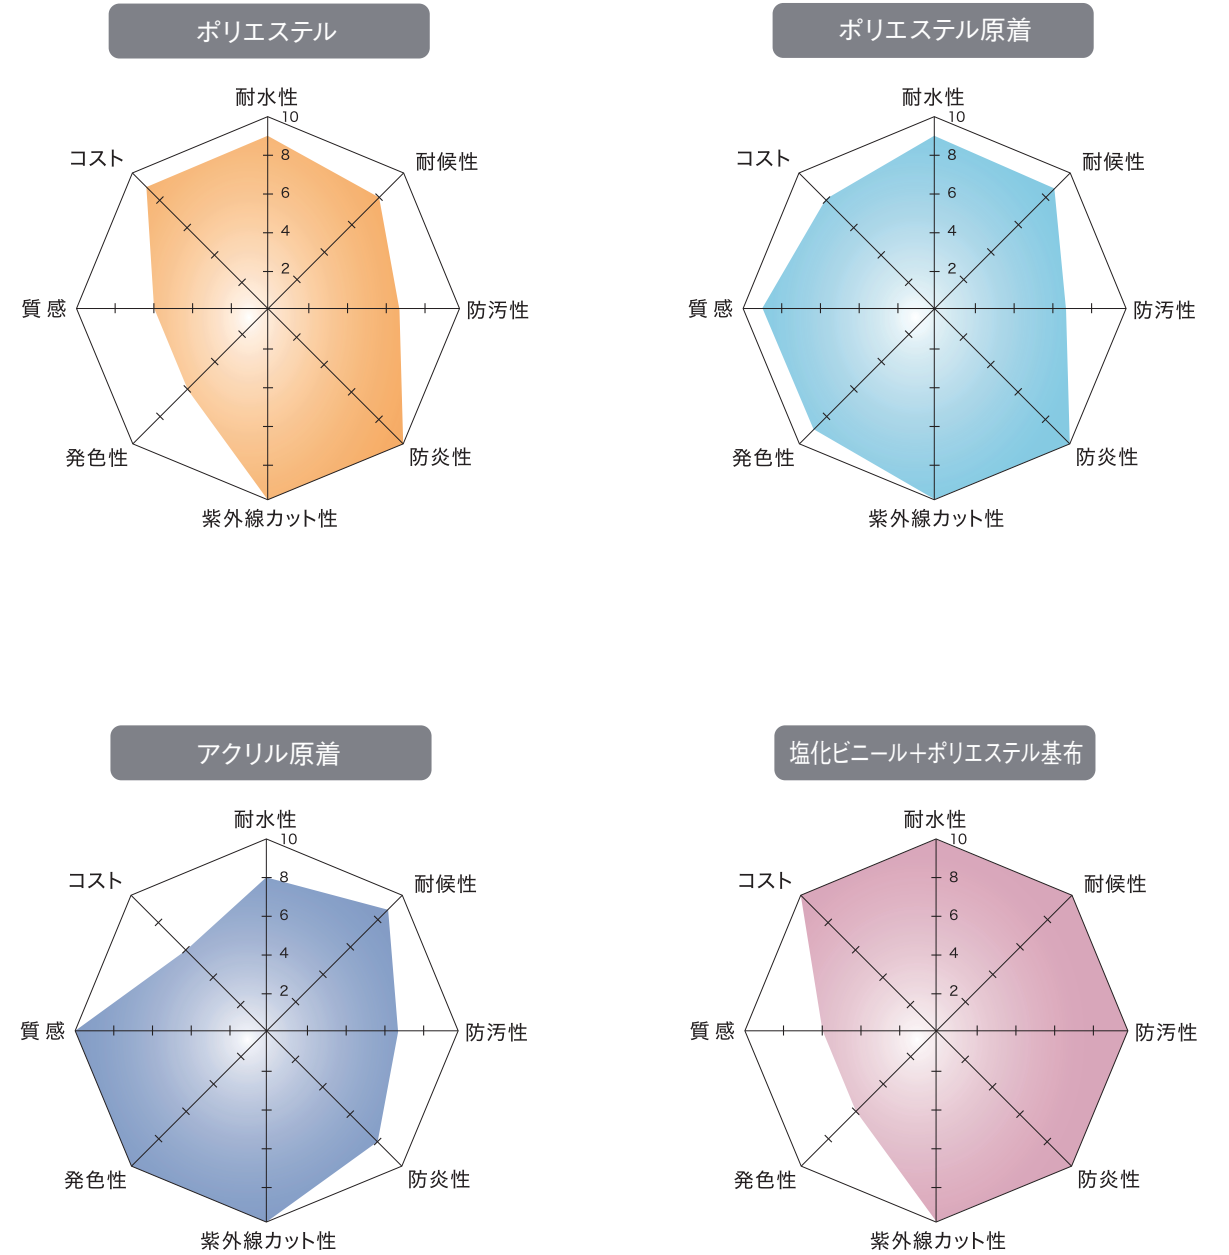 ポリエステル
耐水性
10
コスト
耐候性
8
6
4
2
質感
防汚性
発色性
防炎性
紫外線カット性
ポリエステル原着
耐水性
10
コスト
耐候性
8
6
4
2
質感
防汚性
発色性
防炎性
紫外線カット性
アクリル原着
耐水性
10
コスト
耐候性
8
6
4
2
質感
防汚性
発色性
防炎性
紫外線カット性
塩化ビニール+ポリエステル基布
耐水性
10
コスト
耐候性
8
6
4
2
質感
防汚性
発色性
防炎性
紫外線カット性